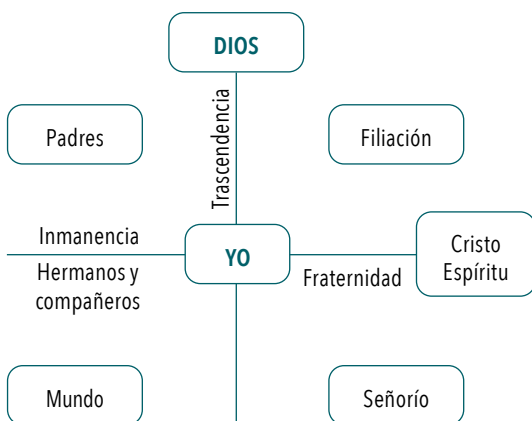 DIOS
Trascendencia
Padres
Filiación
Inmanencia
YO
Cristo
Espíritu
Hermanos y
compañeros
Fraternidad
Mundo
Señorío